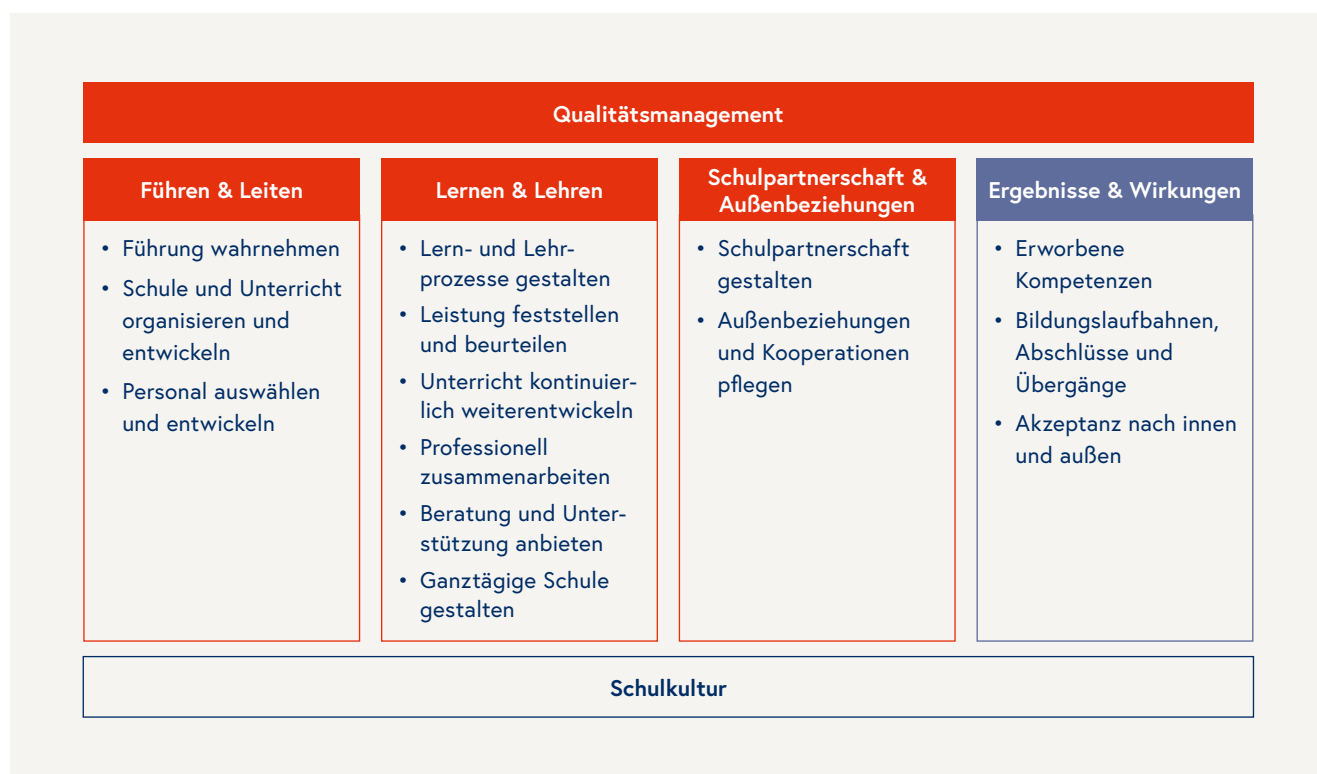 Qualitätsmanagement
Führen & Leiten
• Führung wahrnehmen
• Schule und Unterricht
organisieren und
entwickeln
• Personal auswählen
und entwickeln
Lernen & Lehren
• Lern- und Lehr-
prozesse gestalten
• Leistung feststellen
und beurteilen
• Unterricht kontinuier-
lich weiterentwickeln
• Professionell
zusammenarbeiten
• Beratung und Unter-
stützung anbieten
• Ganztägige Schule
gestalten
Schulpartnerschaft &
Außenbeziehungen
• Schulpartnerschaft
gestalten
• Außenbeziehungen
und Kooperationen
pflegen
Ergebnisse & Wirkungen
• Erworbene
Kompetenzen
• Bildungslaufbahnen,
Abschlüsse und
Übergänge
• Akzeptanz nach innen
und außen
Schulkultur